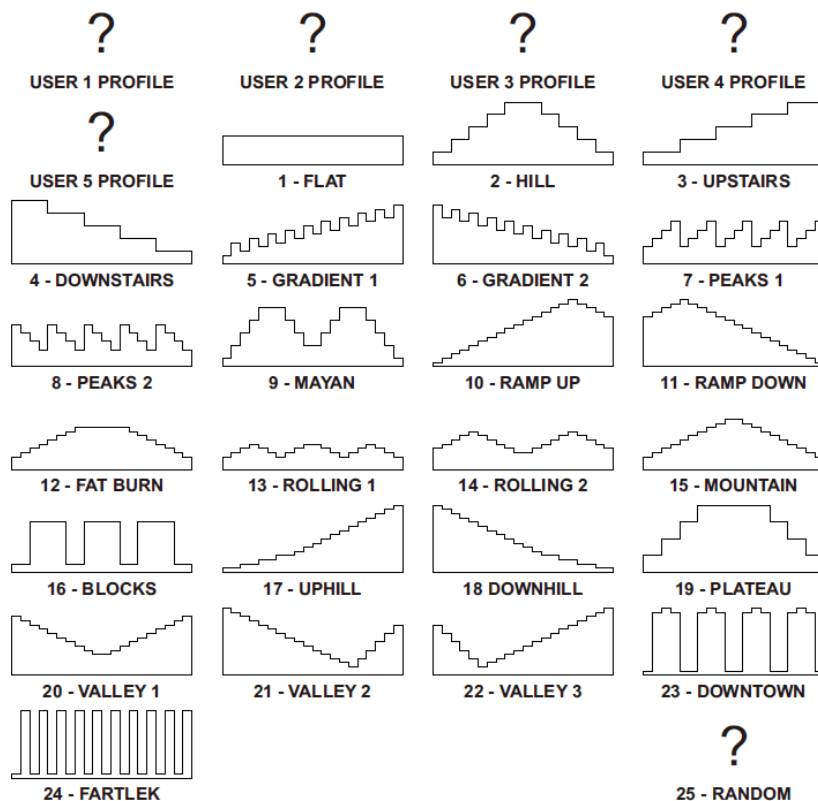 ?
?
?
?
USER 1 PROFILE
USER 2 PROFILE
USER 3 PROFILE
USER 4 PROFILE
?
USER 5 PROFILE
1 - FLAT
2 - HILL
3 - UPSTAIRS
4 - DOWNSTAIRS
5 - GRADIENT 1
6 - GRADIENT 2
7 - PEAKS 1
8 - PEAKS 2
9 - MAYAN
10 - RAMP UP
11 - RAMP DOWN
12 - FAT BURN
13 - ROLLING 1
14 - ROLLING 2
15 - MOUNTAIN
16 - BLOCKS
17 - UPHILL
18 DOWNHILL
19 - PLATEAU
20 - VALLEY 1
21 - VALLEY 2
22 - VALLEY 3
23 - DOWNTOWN
24 - FARTLEK
?
25 - RANDOM